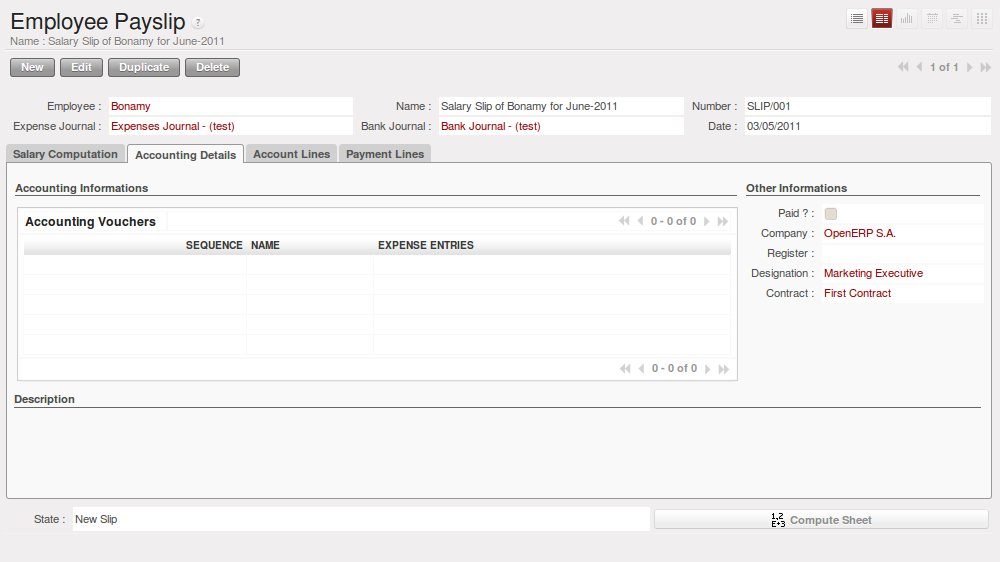 Employee Payslip ?
Name : Salary Slip of Bonamy for June-2011
New Edit Duplicate Delete 1 of 1
Employee : Bonamy Name : Salary Slip of Bonamy for June-2011 Number : SLIP/001
Expense Journal : Expenses Journal - (test) Bank Journal : Bank Journal - (test) Date : 03/05/2011
Salary Computation Accounting Details Account Lines Payment Lines
Accounting Informations Other Informations
Accounting Vouchers 0 - 0 of 0
Paid ? :
Company : OpenERP S.A.
SEQUENCE NAME EXPENSE ENTRIES
Register :
Designation : Marketing Executive
Contract : First Contract
0 - 0 of 0
Description
State : New Slip 1,2 E+3 Compute Sheet